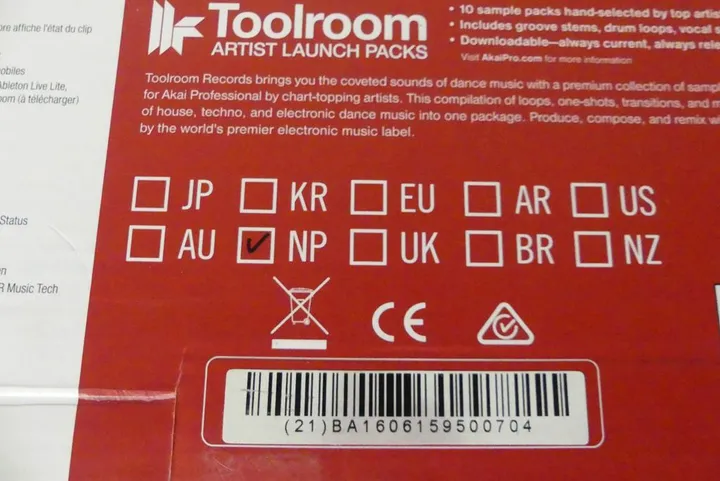 ore affiche l'état du clip
obiles
Ableton Live Lite,
oom (à télécharger)
Status
n
R Music Tech
Toolroom
ARTIST LAUNCH PACKS
• 10 sample packs hand-selected by top artis
• Includes groove stems, drum loops, vocal s
• Downloadable—always current, always rele
Visit AkaiPro.com for more information
Toolroom Records brings you the coveted sounds of dance music with a premium collection of sampl
for Akai Professional by chart-topping artists. This compilation of loops, one-shots, transitions, and m
of house, techno, and electronic dance music into one package. Produce, compose, and remix wi
by the world's premier electronic music label.
JP KR EU AR US
AU NP UK BR NZ
CE
(21)BA1606159500704